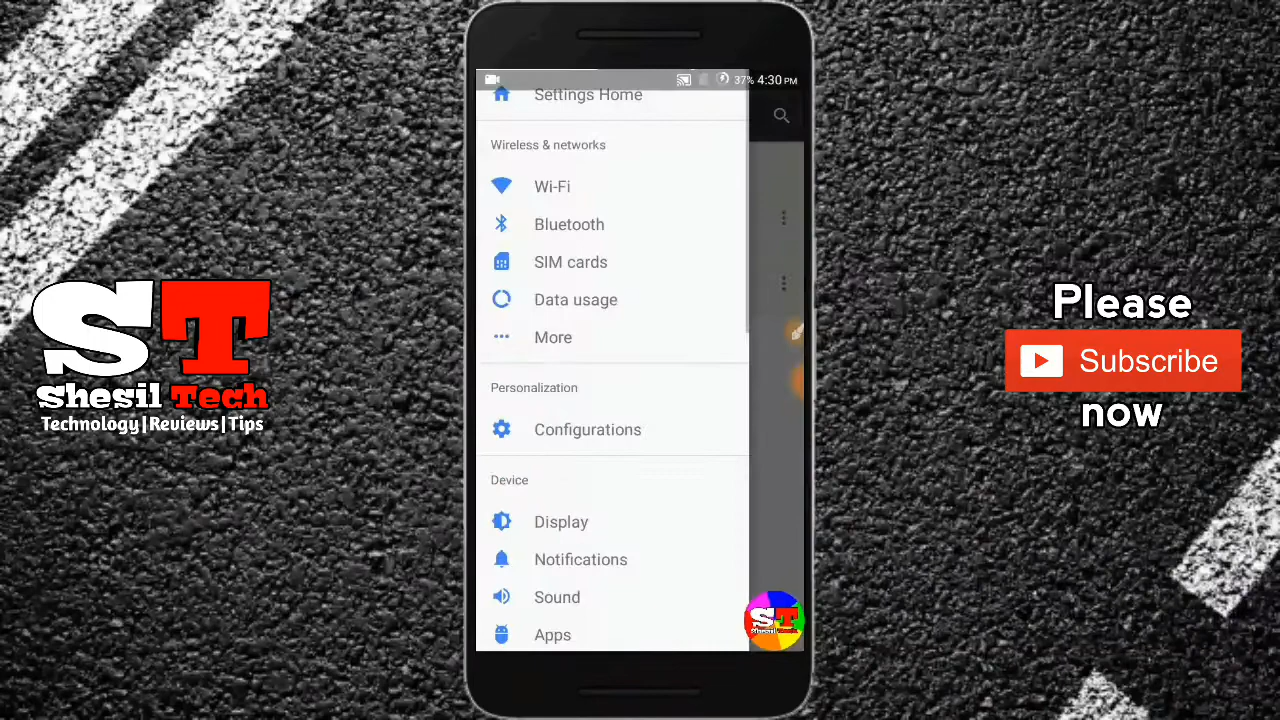 37% 4:30 PM
Settings Home
Wireless & networks
Wi-Fi
Bluetooth
SIM cards
Data usage
More
Personalization
Configurations
Device
Display
Notifications
Sound
Apps
ST
Shesil Tech
Technology|Reviews|Tips
Please
Subscribe
now
ST